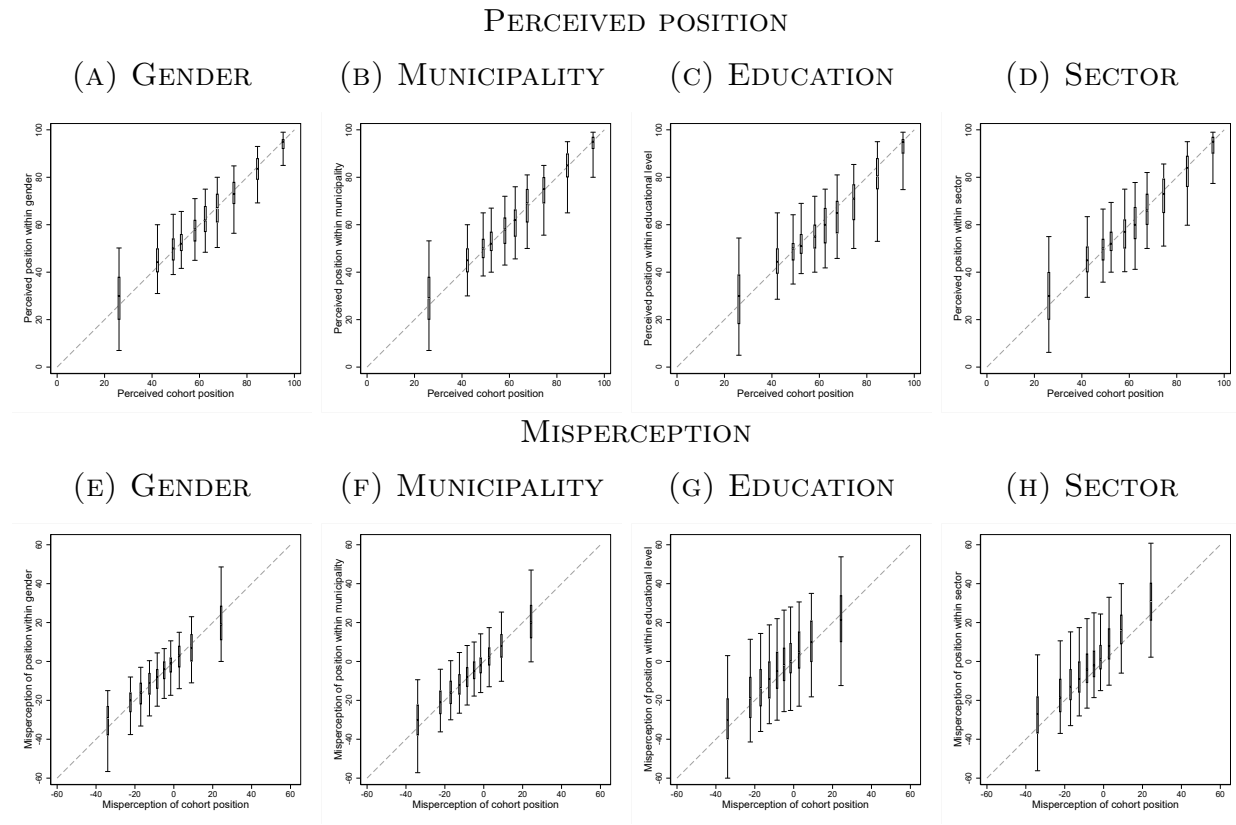 PERCEIVED POSITION
(A) GENDER
(B) MUNICIPALITY
(C) EDUCATION
(D) SECTOR
Perceived position within gender
100
80
60
40
20
0
0 20 40 60 80 100
Perceived cohort position
Perceived position within municipality
100
80
60
40
20
0
0 20 40 60 80 100
Perceived cohort position
Perceived position within educational level
100
80
60
40
20
0
0 20 40 60 80 100
Perceived cohort position
Perceived position within sector
100
80
60
40
20
0
0 20 40 60 80 100
Perceived cohort position
MISPERCEPTION
(E) GENDER
(F) MUNICIPALITY
(G) EDUCATION
(H) SECTOR
Misperception of position within gender
60
40
20
0
-20
-40
-60
-60 -40 -20 0 20 40 60
Misperception of cohort position
Misperception of position within municipality
60
40
20
0
-20
-40
-60
-60 -40 -20 0 20 40 60
Misperception of cohort position
Misperception of position within educational level
60
40
20
0
-20
-40
-60
-60 -40 -20 0 20 40 60
Misperception of cohort position
Misperception of position within sector
60
40
20
0
-20
-40
-60
-60 -40 -20 0 20 40 60
Misperception of cohort position